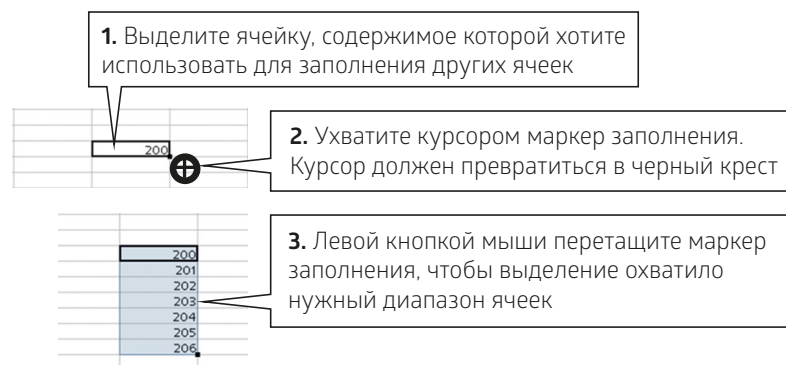 1. Выделите ячейку, содержимое которой хотите
использовать для заполнения других ячеек
200
2. Ухватите курсором маркер заполнения.
Курсор должен превратиться в черный крест
3. Левой кнопкой мыши перетащите маркер
заполнения, чтобы выделение охватило
нужный диапазон ячеек
200
201
202
203
204
205
206